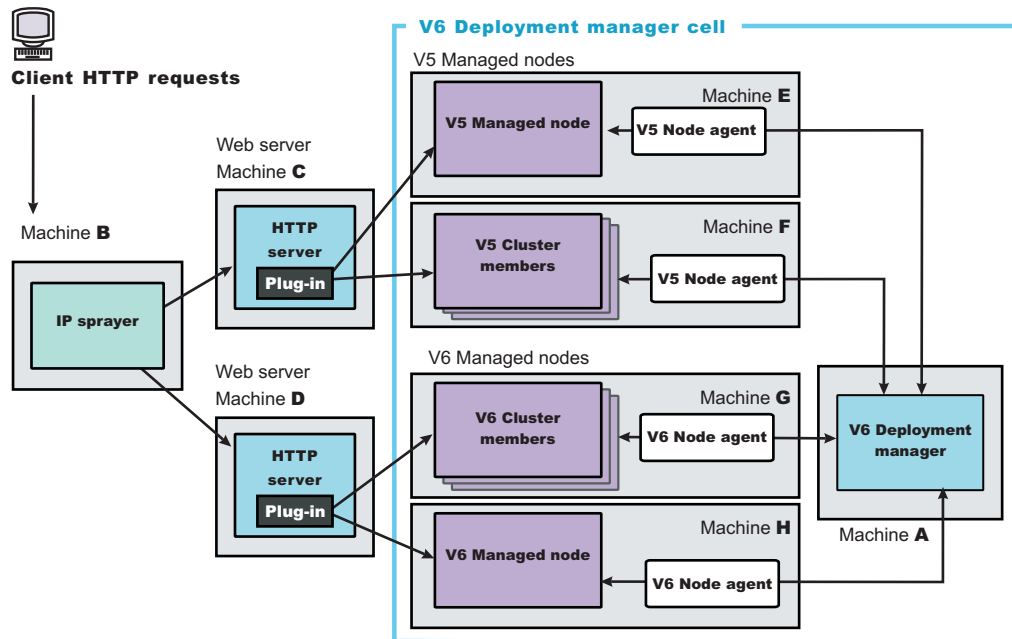 V6 Deployment manager cell
Client HTTP requests
V5 Managed nodes
Machine E
V5 Managed node
V5 Node agent
Web server
Machine C
HTTP
server
Plug-in
Machine B
IP sprayer
Machine F
V5 Cluster
members
V5 Node agent
V6 Managed nodes
Web server
Machine D
HTTP
server
Plug-in
Machine G
V6 Cluster
members
V6 Node agent
V6 Deployment
manager
Machine A
Machine H
V6 Managed node
V6 Node agent